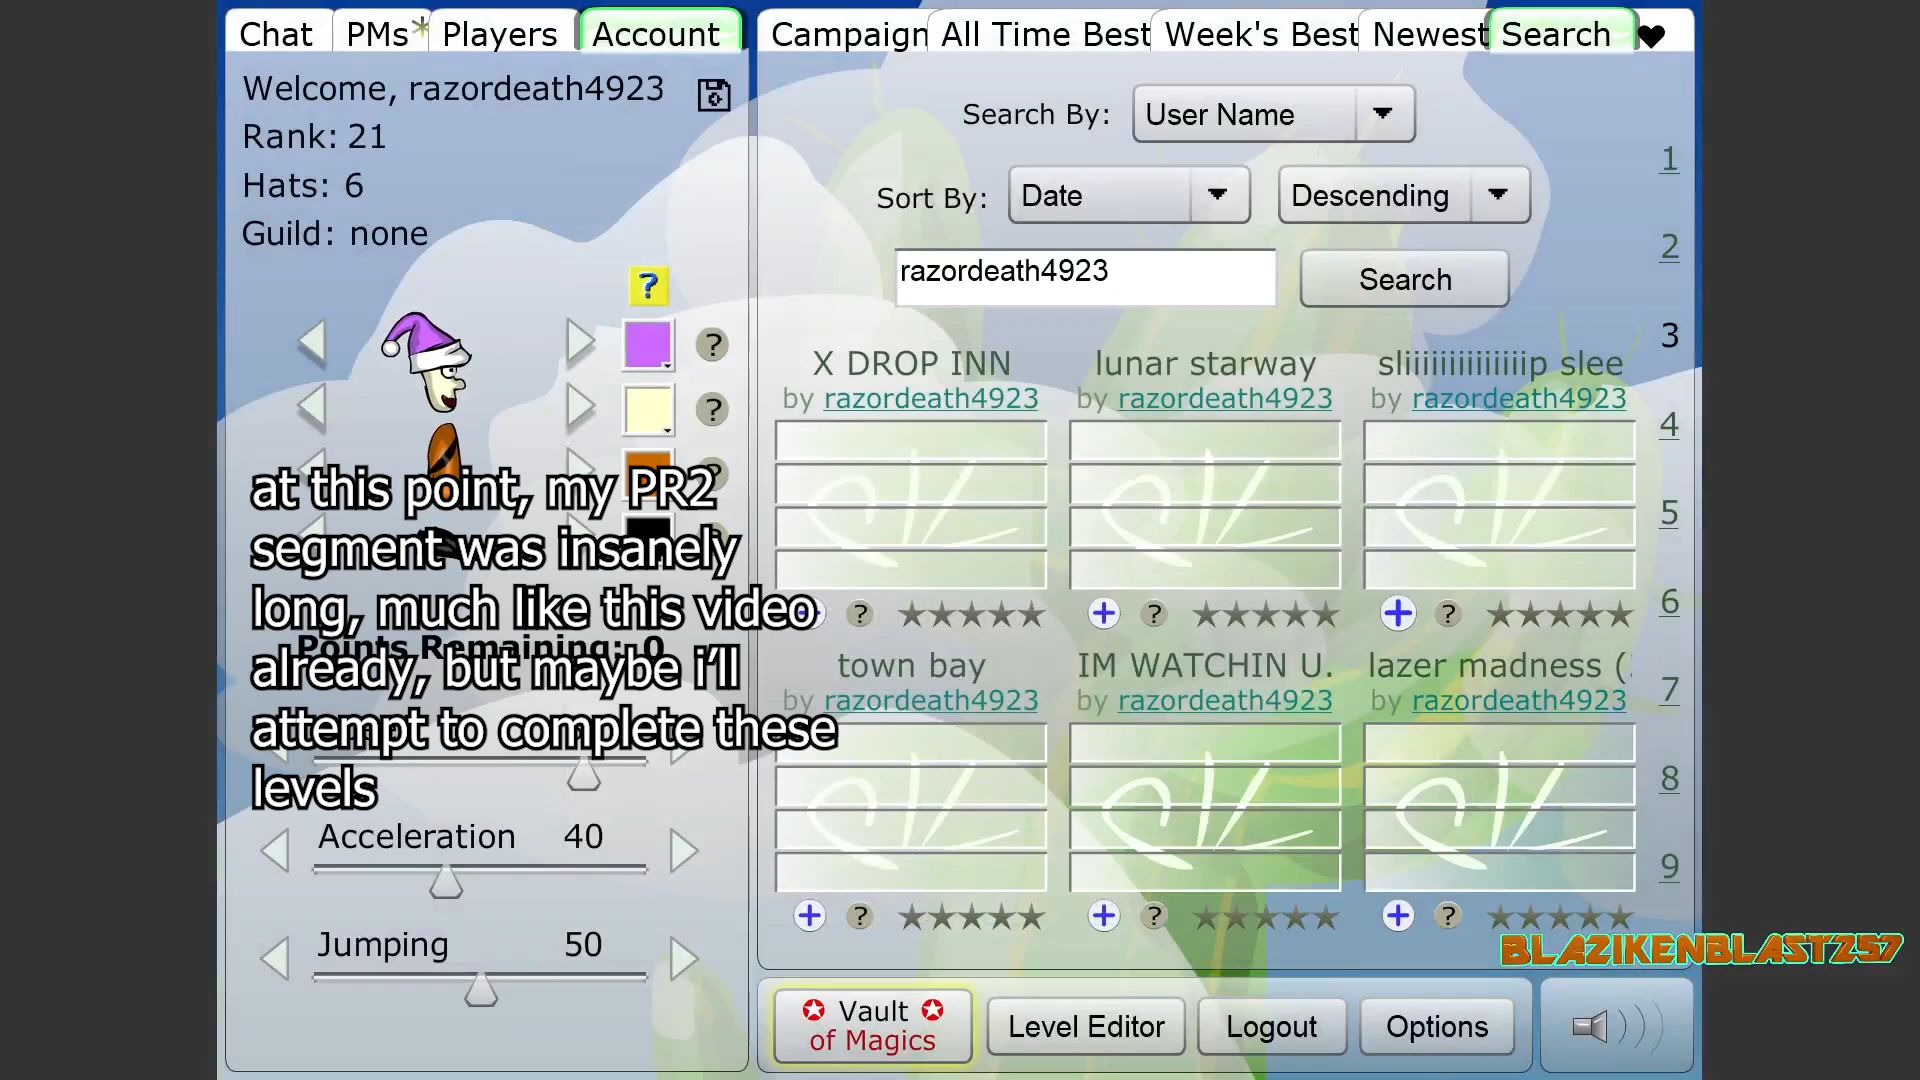 Chat PMs* Players Account
Campaign All Time Best Week's Best Newest Search ♥
Welcome, razordeath4923
Rank: 21
Hats: 6
Guild: none
?
?
?
?
at this point, my PR2
segment was insanely
long, much like this video
already, but maybe i'll
attempt to complete these
levels
Points Remaining: 0
Acceleration 40
Jumping 50
Search By: User Name
Sort By: Date Descending
razordeath4923 Search
X DROP INN lunar starway sliiiiiiiiiiiiiip slee
by razordeath4923 by razordeath4923 by razordeath4923
? ? ?
town bay IM WATCHIN U. lazer madness (
by razordeath4923 by razordeath4923 by razordeath4923
? ? ?
1
2
3
4
5
6
7
8
9
BLAZIKENBLAST257
Vault
of Magics
Level Editor Logout Options